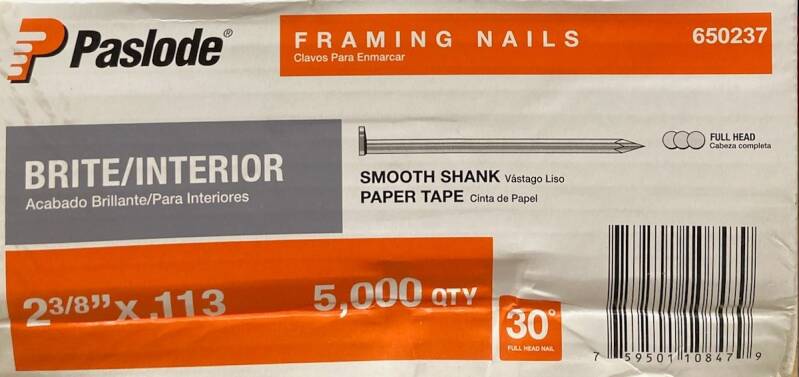 Paslode®
FRAMING NAILS
Clavos Para Enmarcar
650237
BRITE/INTERIOR
Acabado Brillante/Para Interiores
FULL HEAD
Cabeza completa
SMOOTH SHANK Vástago Liso
PAPER TAPE Cinta de Papel
2 3/8" x .113
5,000 QTY
30°
FULL HEAD NAIL
7 59501 10847 9